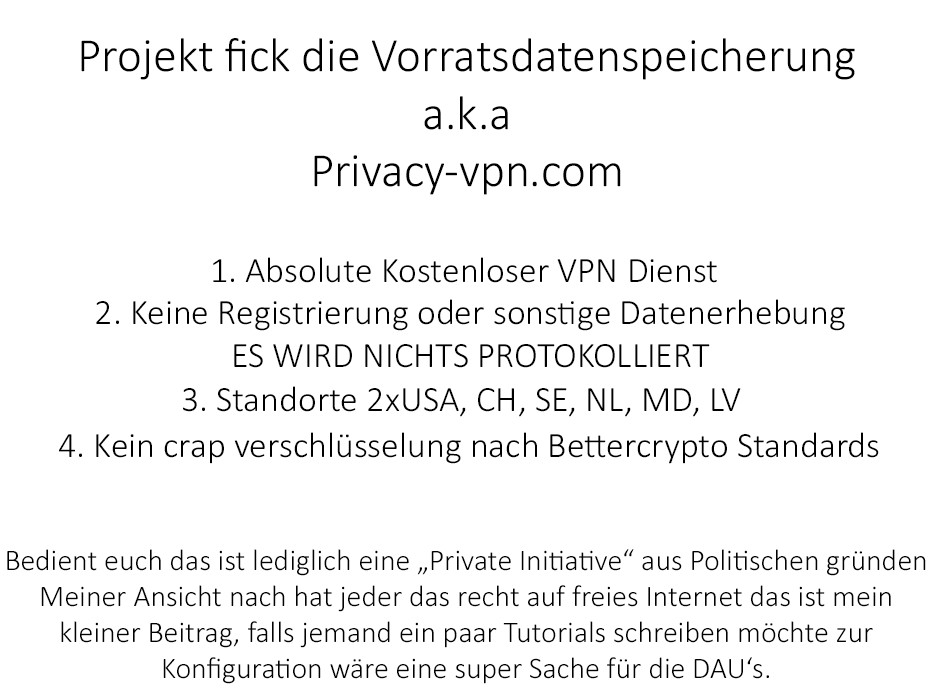 Projekt fick die Vorratsdatenspeicherung
a.k.a
Privacy-vpn.com
1. Absolute Kostenloser VPN Dienst
2. Keine Registrierung oder sonstige Datenerhebung
ES WIRD NICHTS PROTOKOLLIERT
3. Standorte 2xUSA, CH, SE, NL, MD, LV
4. Kein crap verschlüsselung nach Bettercrypto Standards
Bedient euch das ist lediglich eine „Private Initiative“ aus Politischen gründen
Meiner Ansicht nach hat jeder das recht auf freies Internet das ist mein
kleiner Beitrag, falls jemand ein paar Tutorials schreiben möchte zur
Konfiguration wäre eine super Sache für die DAU‘s.